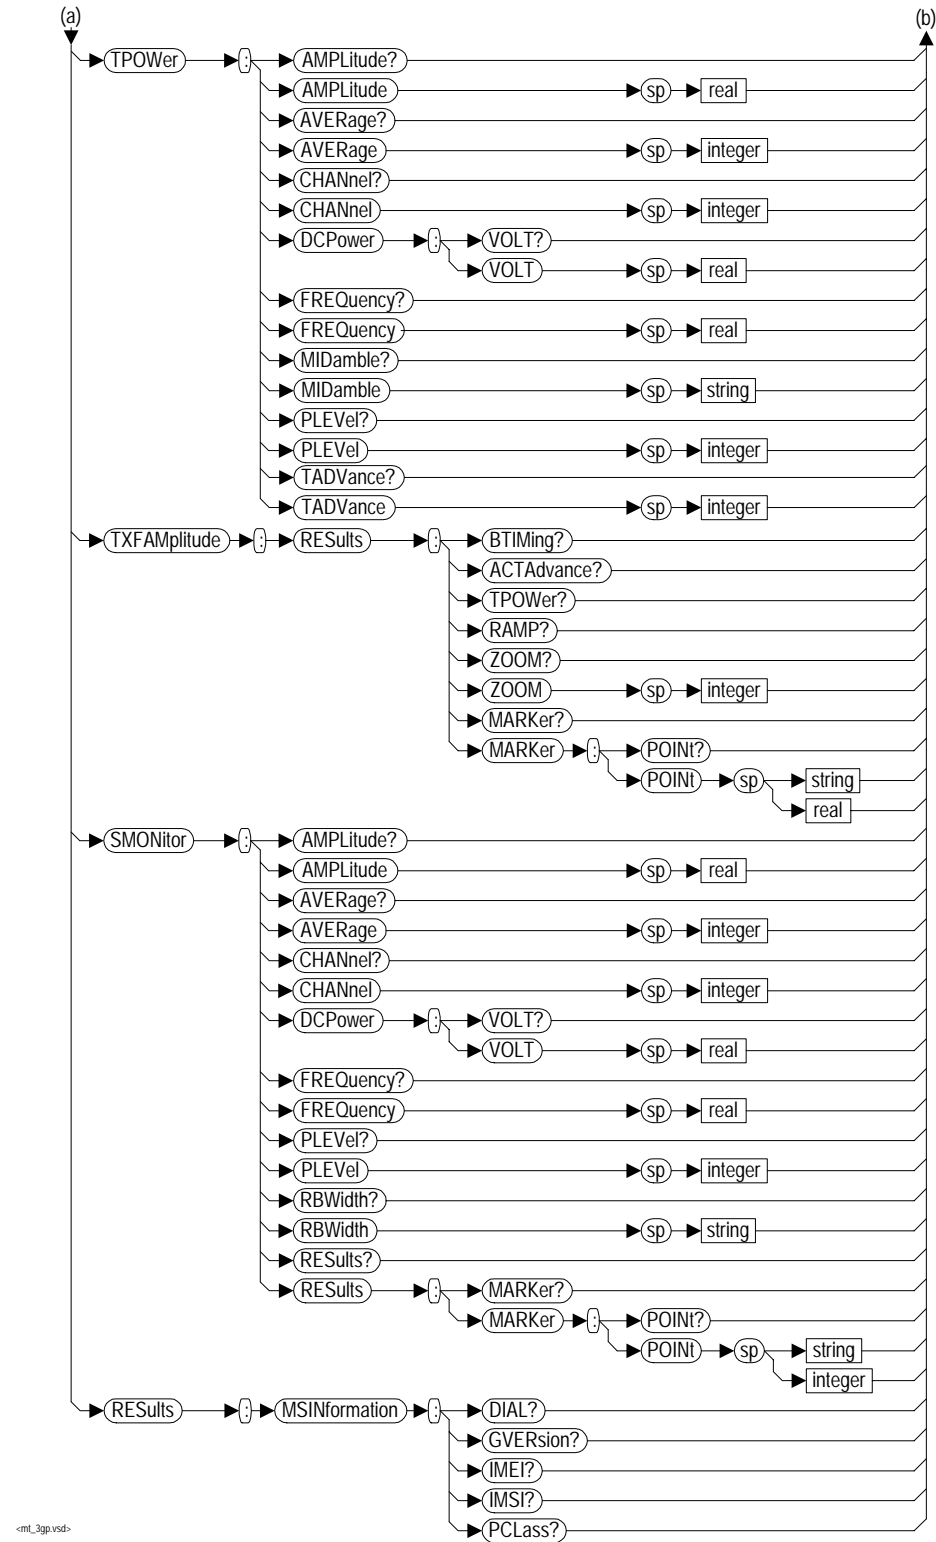 (a) (b)
TPOWer : AMPLitude?
AMPLitude sp real
AVERage?
AVERage sp integer
CHANnel?
CHANnel sp integer
DCPower : VOLT?
VOLT sp real
FREQuency?
FREQuency sp real
MIDamble?
MIDamble sp string
PLEVel?
PLEVel sp integer
TADVance?
TADVance sp integer
TXFAMplitude : RESults : BTIMing?
ACTAdvance?
TPOWer?
RAMP?
ZOOM?
ZOOM sp integer
MARKer?
MARKer : POINt?
POINt sp string
real
SMONitor : AMPLitude?
AMPLitude sp real
AVERage?
AVERage sp integer
CHANnel?
CHANnel sp integer
DCPower : VOLT?
VOLT sp real
FREQuency?
FREQuency sp real
PLEVel?
PLEVel sp integer
RBWidth?
RBWidth sp string
RESults?
RESults : MARKer?
MARKer : POINt?
POINt sp string
integer
RESults : MSINformation : DIAL?
GVERsion?
IMEI?
IMSI?
PCLass?
<mt_3gp.vsd>